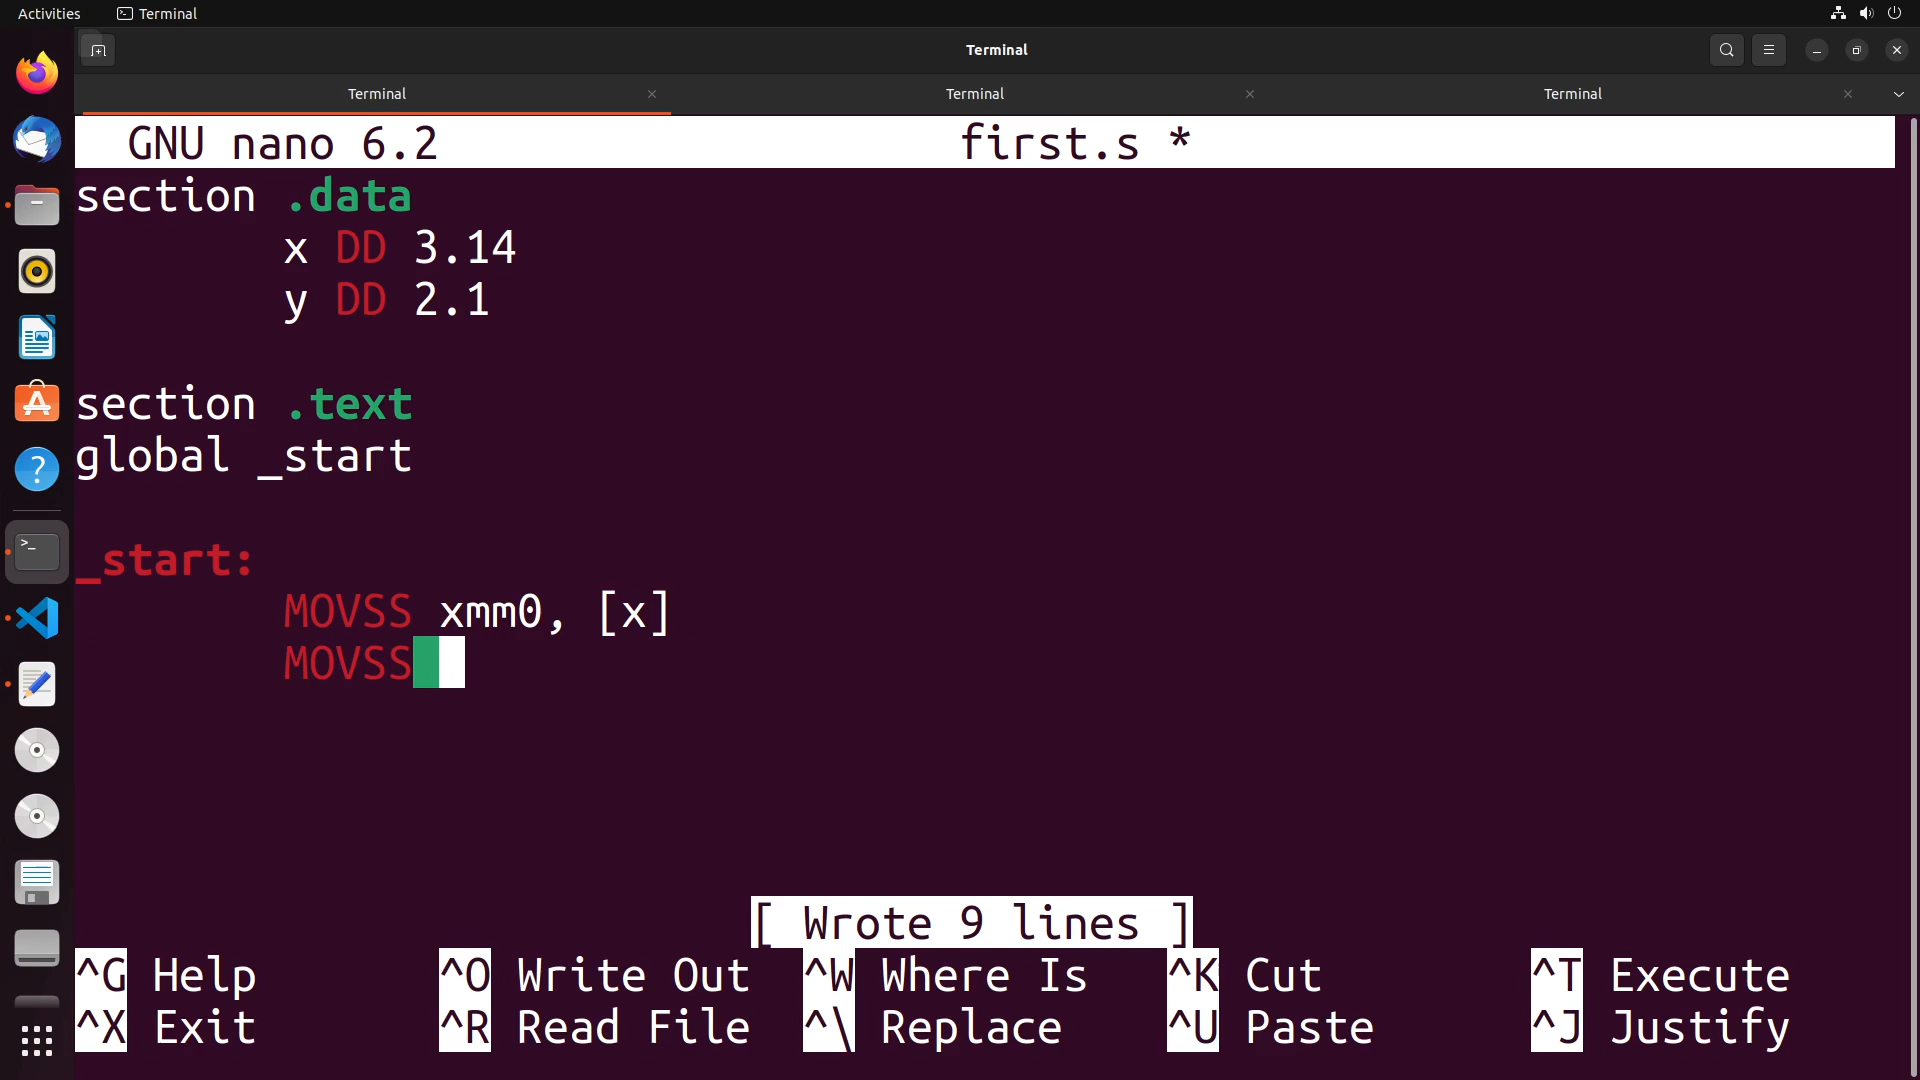 Activities Terminal
Terminal
Terminal Terminal Terminal
GNU nano 6.2 first.s *
section .data
x DD 3.14
y DD 2.1
section .text
global _start
_start:
MOVSS xmm0, [x]
MOVSS
[ Wrote 9 lines ]
^G Help ^O Write Out ^W Where Is ^K Cut ^T Execute
^X Exit ^R Read File ^\ Replace ^U Paste ^J Justify